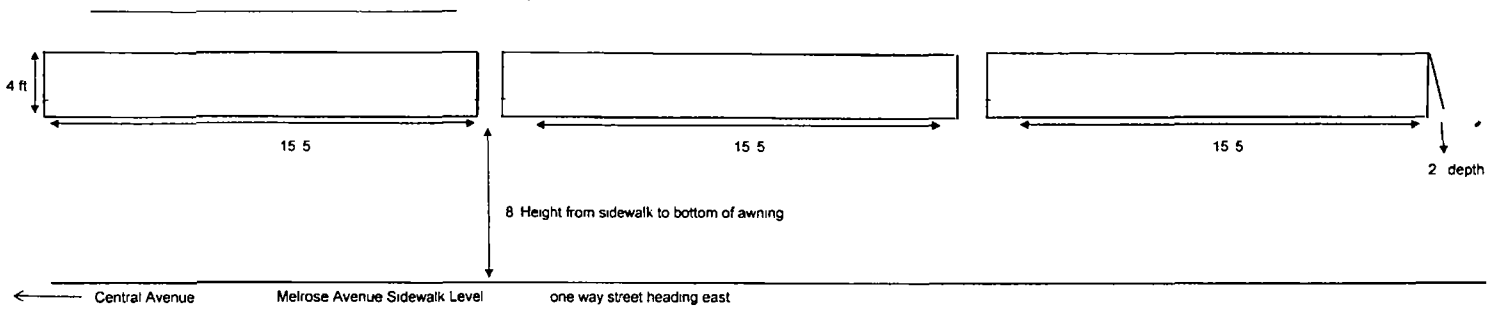 4 ft
15 5
15 5
15 5
2 depth
8 Height from sidewalk to bottom of awning
Central Avenue Melrose Avenue Sidewalk Level one way street heading east